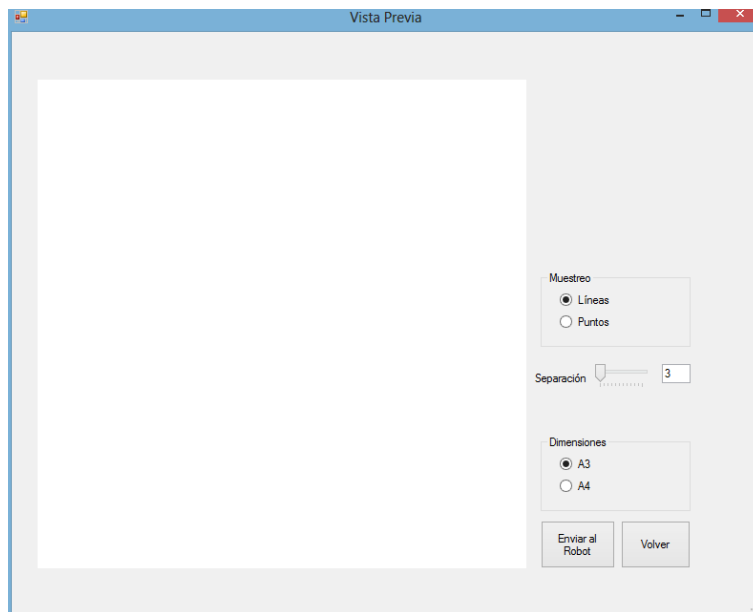 Vista Previa
Muestreo
Líneas
Puntos
Separación
3
Dimensiones
A3
A4
Enviar al
Robot
Volver